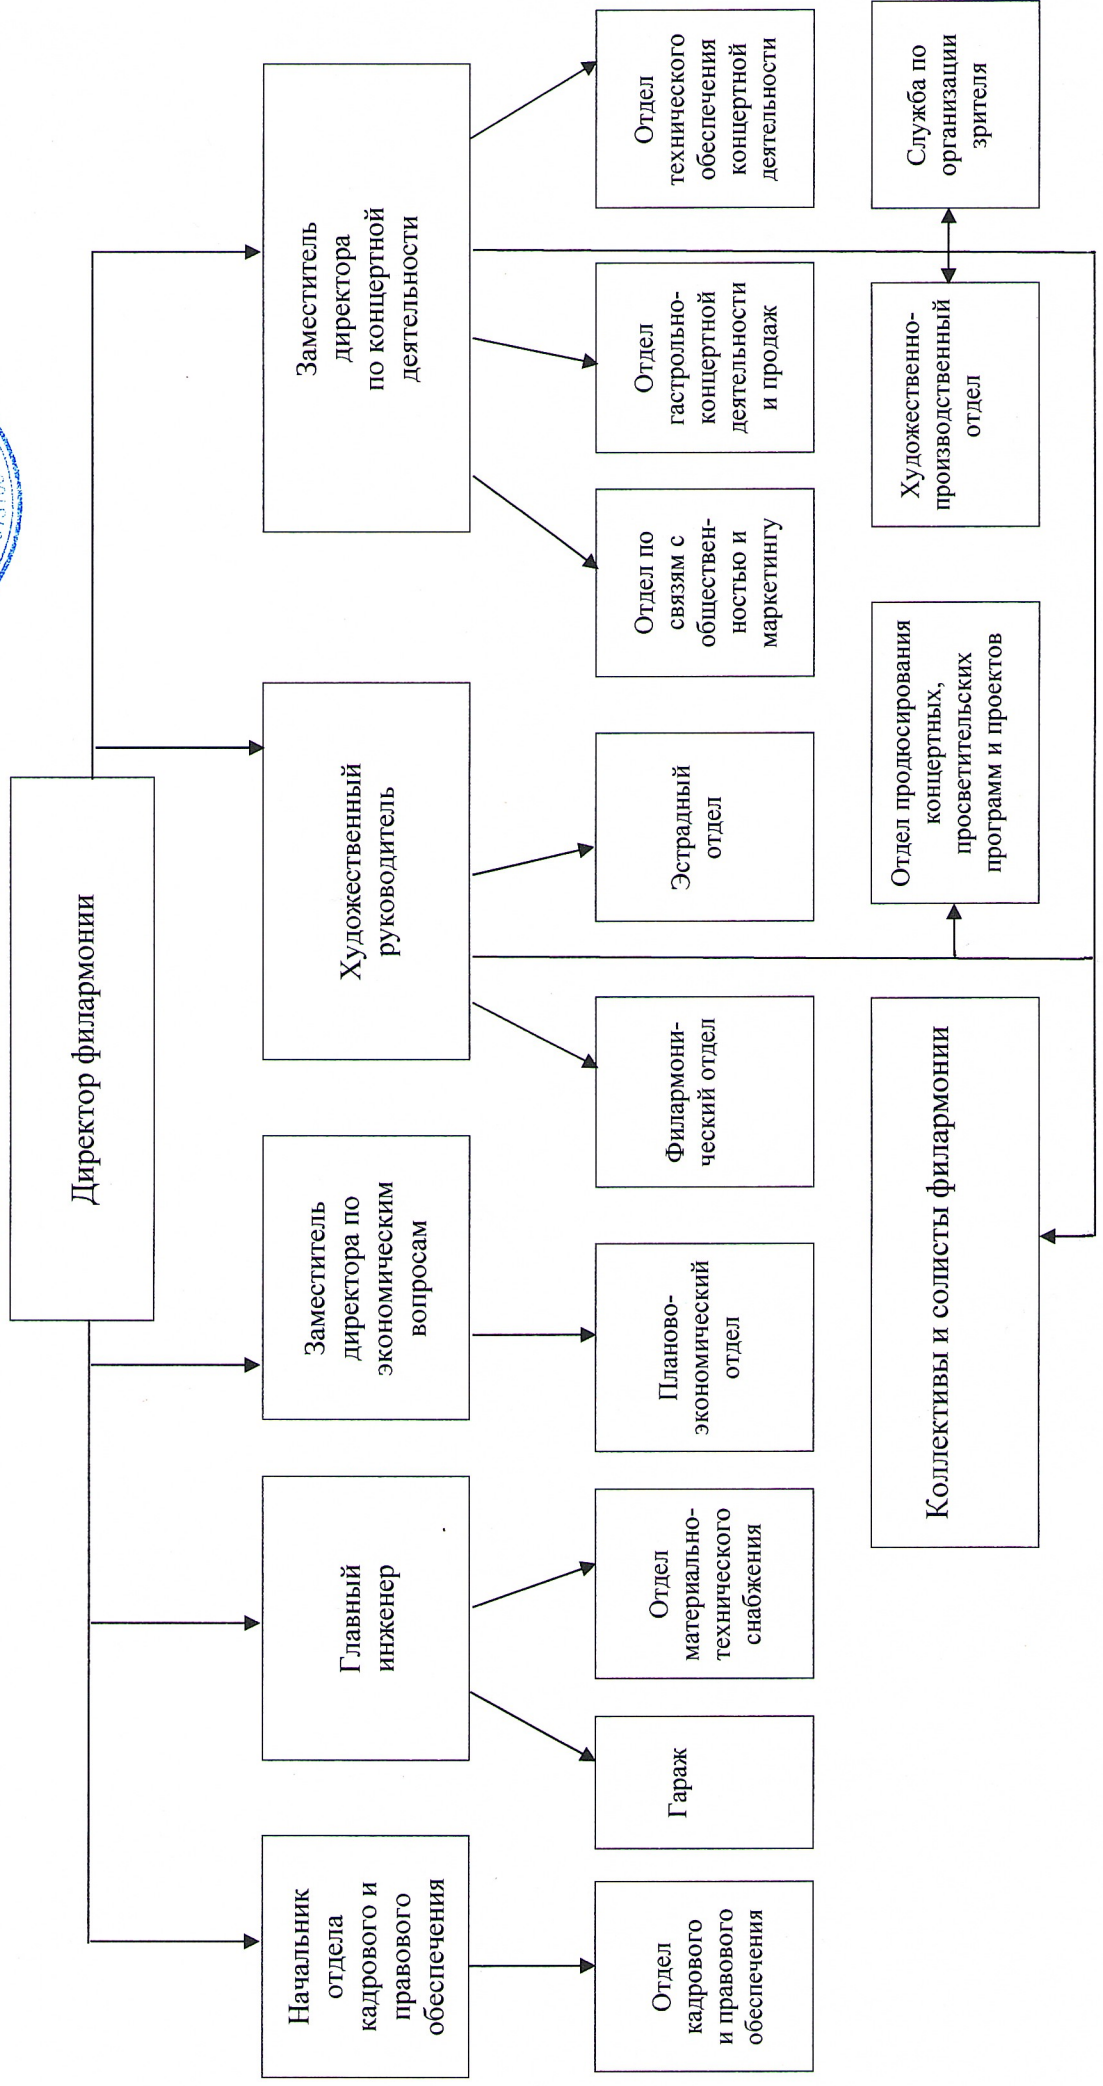 Директор филармонии
Начальник
отдела
кадрового и
правового
обеспечения
Главный
инженер
Заместитель
директора по
экономическим
вопросам
Художественный
руководитель
Заместитель
директора
по концертной
деятельности
Отдел
кадрового
и правового
обеспечения
Гараж
Отдел
материально-
технического
снабжения
Планово-
экономический
отдел
Филармони-
ческий отдел
Эстрадный
отдел
Отдел по
связям с
обществен-
ностью и
маркетингу
Отдел
гастрольно-
концертной
деятельности
и продаж
Отдел
технического
обеспечения
концертной
деятельности
Коллективы и солисты филармонии
Отдел продюсирования
концертных,
просветительских
программ и проектов
Художественно-
производственный
отдел
Служба по
организации
зрителя